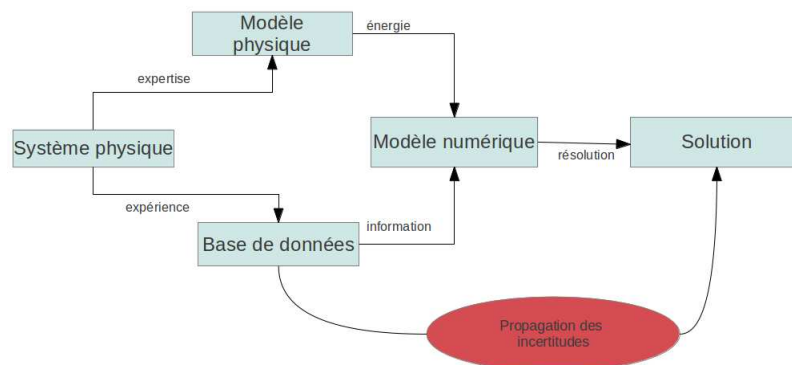 Modèle
physique
énergie
expertise
Système physique
Modèle numérique
résolution
Solution
expérience
Base de données
information
Propagation des
incertitudes